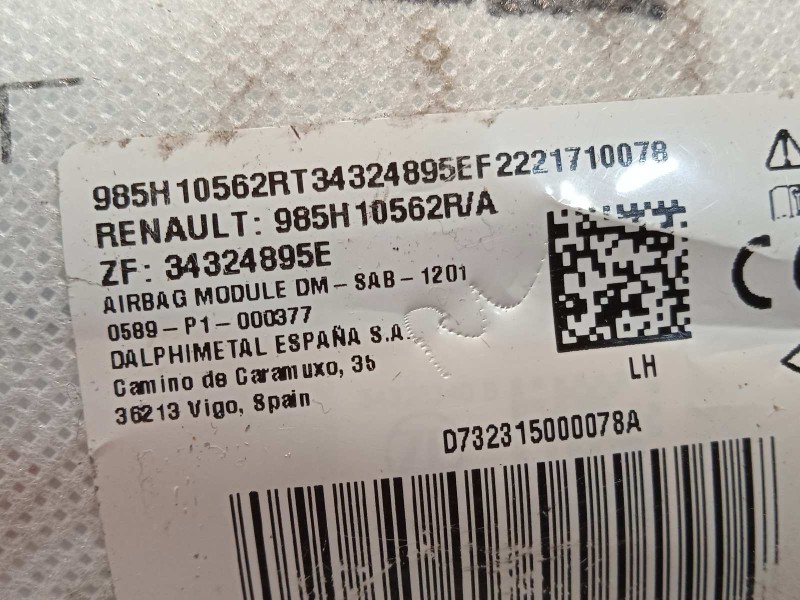 985H10562RT34324895EF2221710078
RENAULT: 985H10562R/A
ZF: 34324895E
AIRBAG MODULE DM-SAB-1201
0589-P1-000377
DALPHIMETAL ESPAÑA S.A.
Camino de Caramuxo, 35
36213 Vigo, Spain
LH
D732315000078A